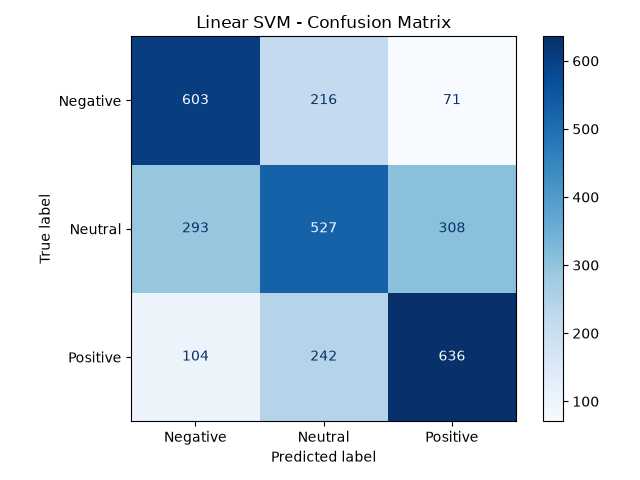 Linear SVM - Confusion Matrix
Negative 603 216 71
Neutral 293 527 308
Positive 104 242 636
Negative Neutral Positive
Predicted label
True label
600
500
400
300
200
100